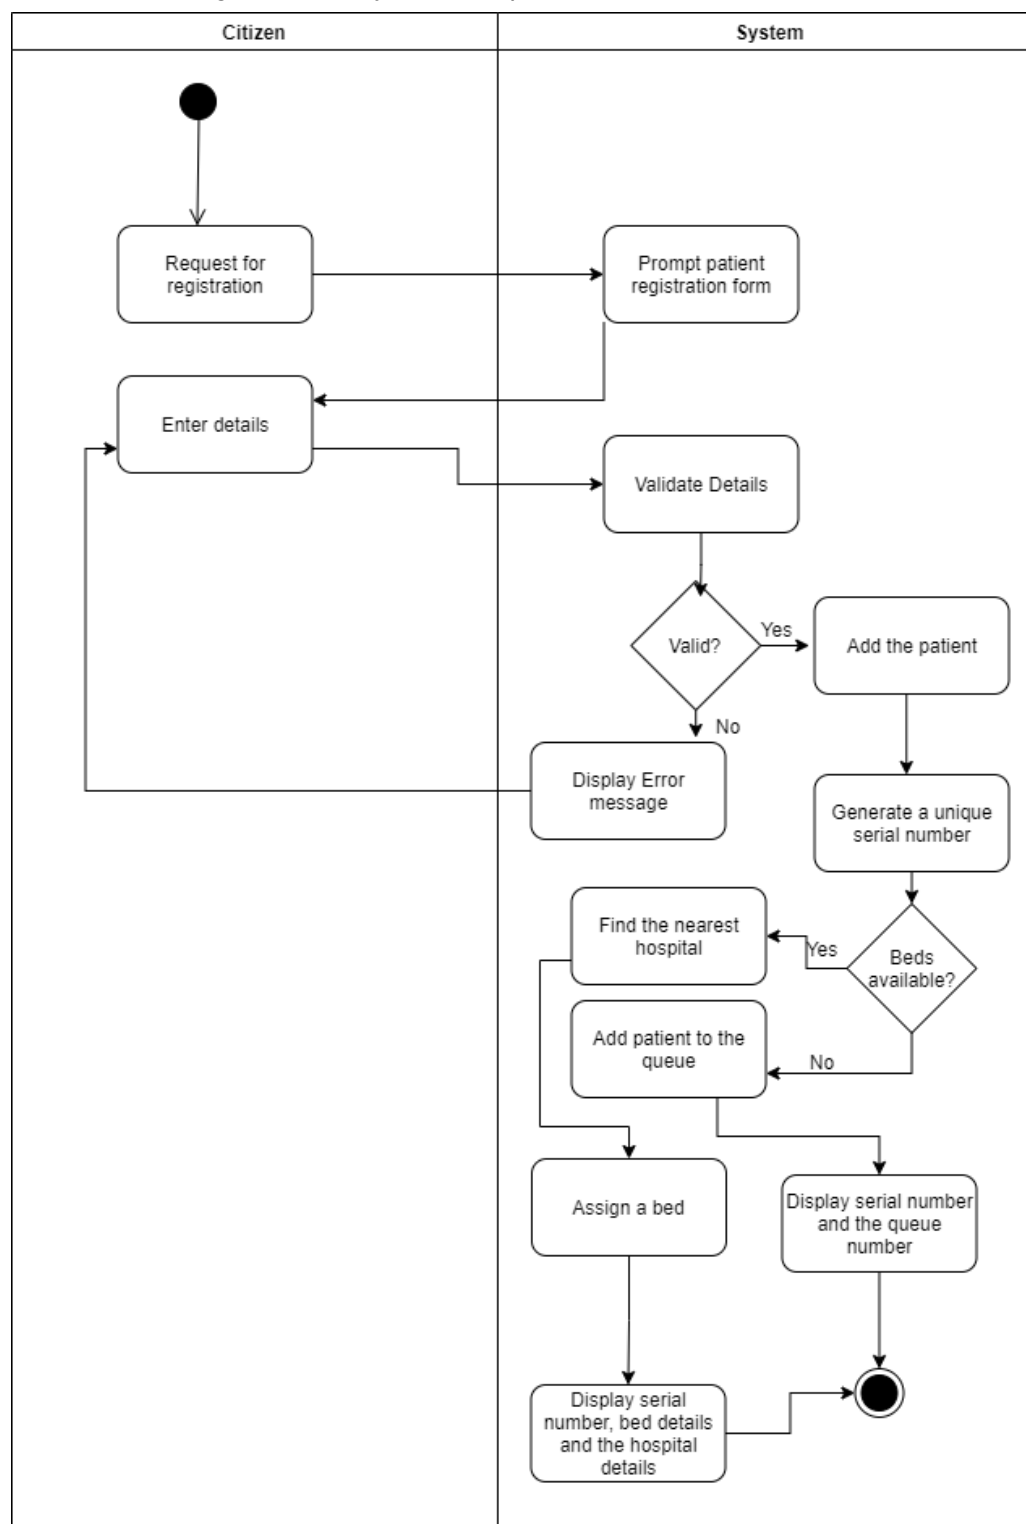 Citizen
System
Request for
registration
Prompt patient
registration form
Enter details
Validate Details
Valid?
Yes
Add the patient
No
Display Error
message
Generate a unique
serial number
Find the nearest
hospital
Yes
Beds
available?
Add patient to the
queue
No
Assign a bed
Display serial number
and the queue
number
Display serial
number, bed details
and the hospital
details